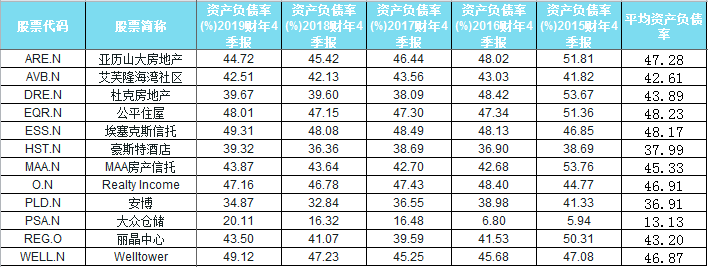 股票代码 股票简称 资产负债率(%)2019财年4季报 资产负债率(%)2018财年4季报 资产负债率(%)2017财年4季报 资产负债率(%)2016财年4季报 资产负债率(%)2015财年4季报 平均资产负债率
ARE.N 亚历山大房地产 44.72 45.42 46.44 48.02 51.81 47.28
AVB.N 艾芙隆海湾社区 42.51 42.13 43.56 43.03 41.82 42.61
DRE.N 杜克房地产 39.67 39.60 38.09 48.42 53.67 43.89
EQR.N 公平住屋 48.01 47.15 47.30 47.34 51.36 48.23
ESS.N 埃塞克斯信托 49.31 48.08 48.49 48.13 46.85 48.17
HST.N 豪斯特酒店 39.32 36.36 38.69 36.90 38.69 37.99
MAA.N MAA房产信托 43.87 43.64 42.70 42.68 53.76 45.33
O.N Realty Income 47.16 46.78 47.43 48.40 44.77 46.91
PLD.N 安博 34.87 32.84 36.55 38.98 41.33 36.91
PSA.N 大众仓储 20.11 16.32 16.48 6.80 5.94 13.13
REG.O 丽晶中心 43.50 41.07 39.59 41.53 50.31 43.20
WELL.N Welltower 49.12 47.23 45.25 45.68 47.08 46.87